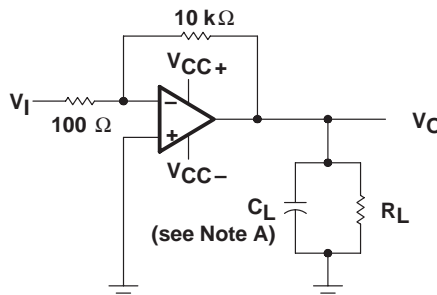 10 kΩ
VCC+
VI
−
100 Ω
+
VO
VCC−
CL
RL
(see Note A)